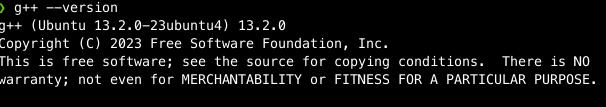 ❯ g++ --version
g++ (Ubuntu 13.2.0-23ubuntu4) 13.2.0
Copyright (C) 2023 Free Software Foundation, Inc.
This is free software; see the source for copying conditions.  There is NO
warranty; not even for MERCHANTABILITY or FITNESS FOR A PARTICULAR PURPOSE.